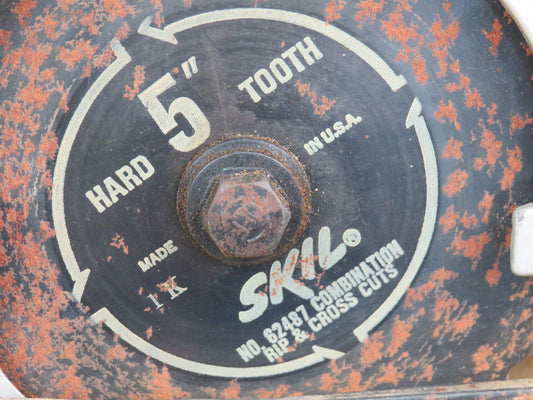 HARD 5" TOOTH
MADE IN U.S.A.
SKIL®
NO. 62487 COMBINATION
RIP & CROSS CUTS